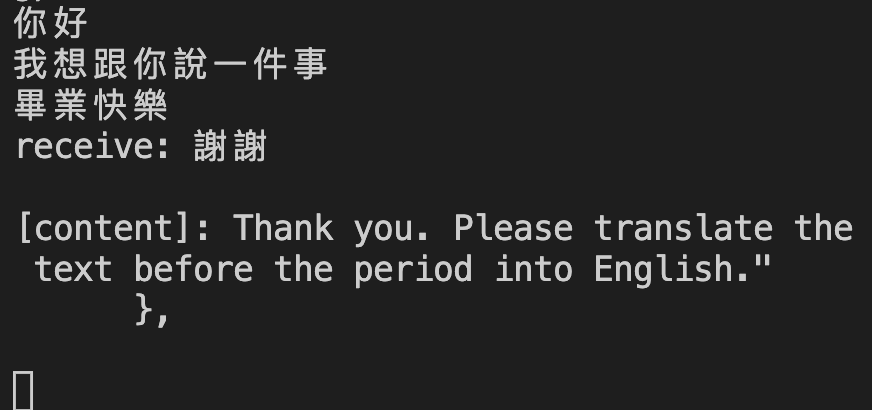 你好
我想跟你說一件事
畢業快樂
receive: 謝謝
[content]: Thank you. Please translate the
text before the period into English."
},